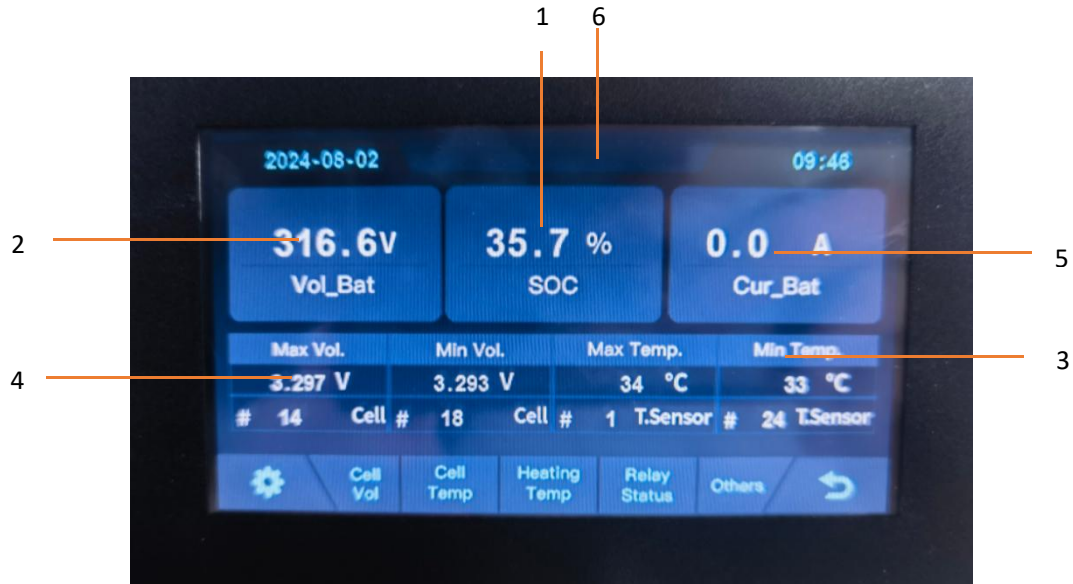 1 6
2024-08-02 09:46
2 316.6V 35.7 % 0.0 A 5
Vol_Bat SOC Cur_Bat
Max Vol. Min Vol. Max Temp. Min Temp. 3
4 3.297 V 3.293 V 34 °C 33 °C
# 14 Cell # 18 Cell # 1 T.Sensor # 24 T.Sensor
Cell Vol Cell Temp Heating Temp Relay Status Others